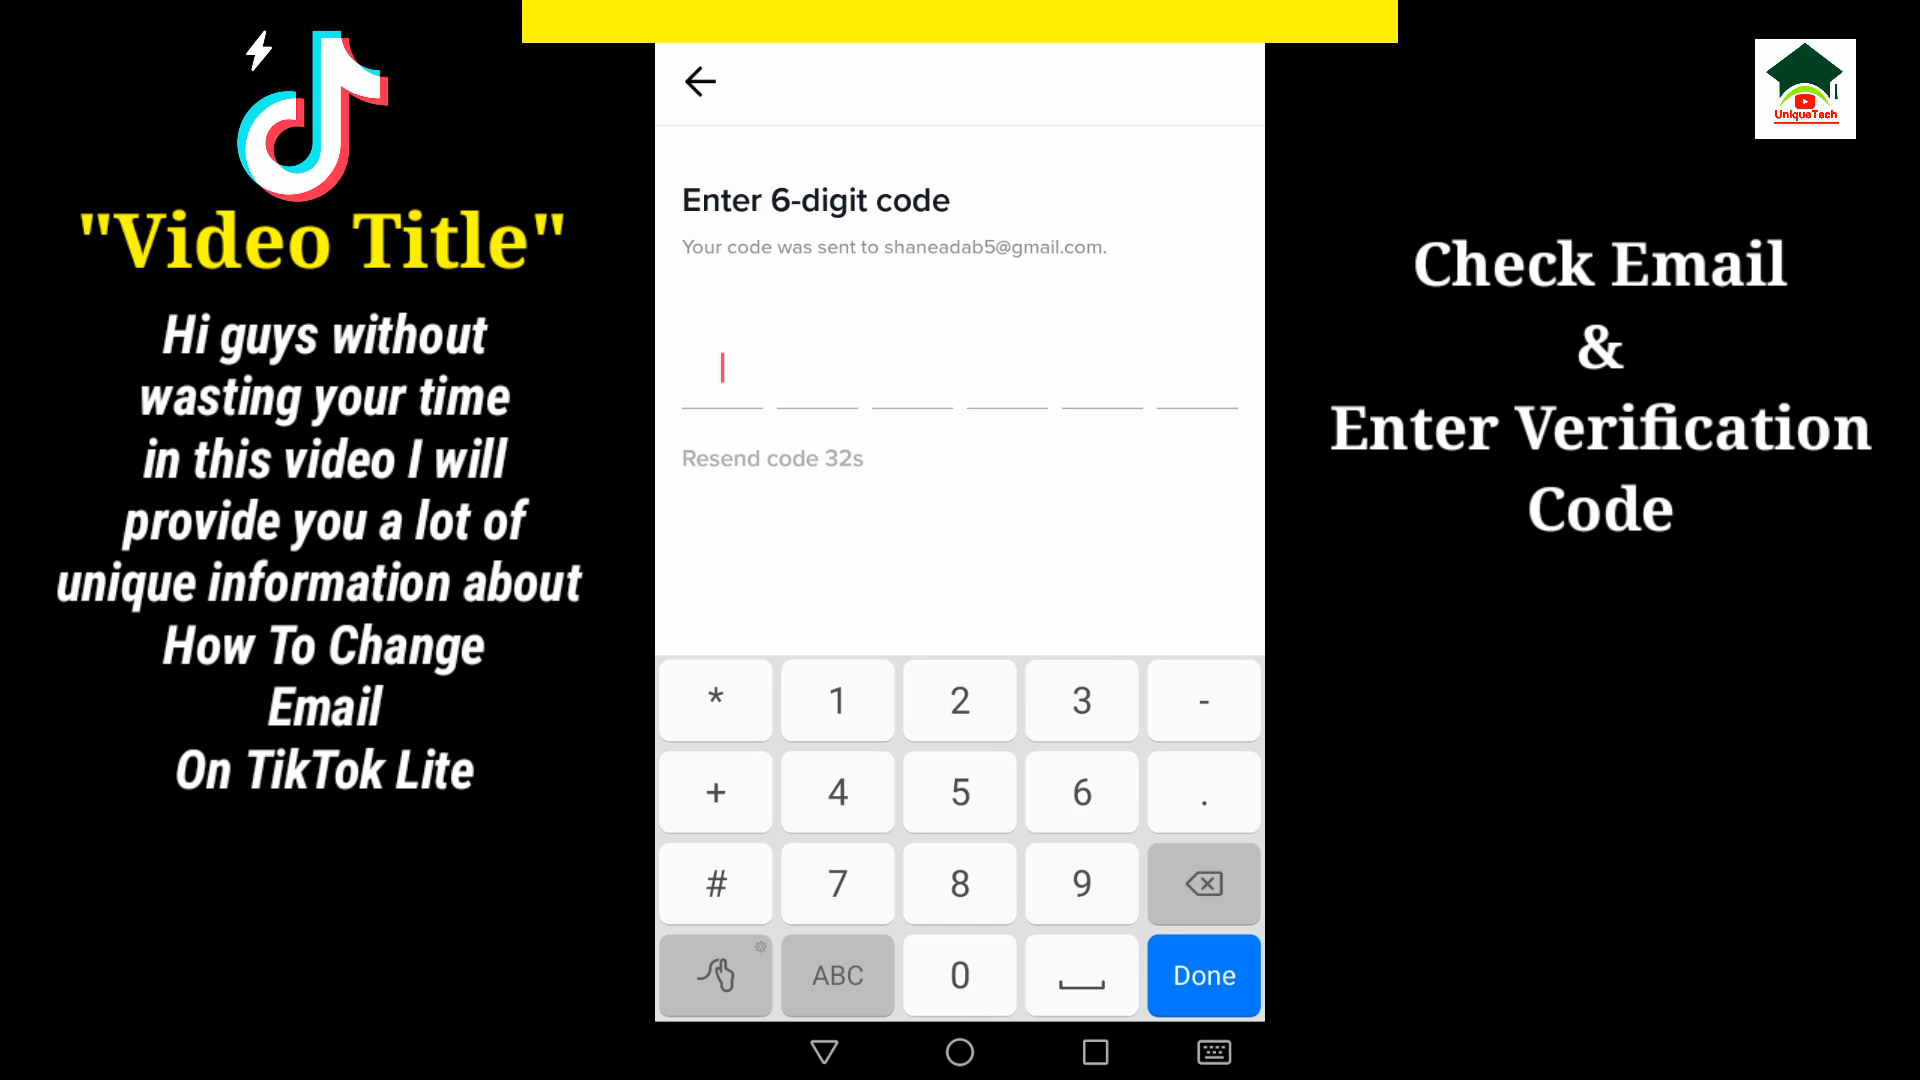 "Video Title"
Hi guys without
wasting your time
in this video I will
provide you a lot of
unique information about
How To Change
Email
On TikTok Lite
Enter 6-digit code
Your code was sent to shaneadab5@gmail.com.
Resend code 32s
* 1 2 3 -
+ 4 5 6 .
# 7 8 9
ABC 0 Done
UniqueTech
Check Email
&
Enter Verification
Code